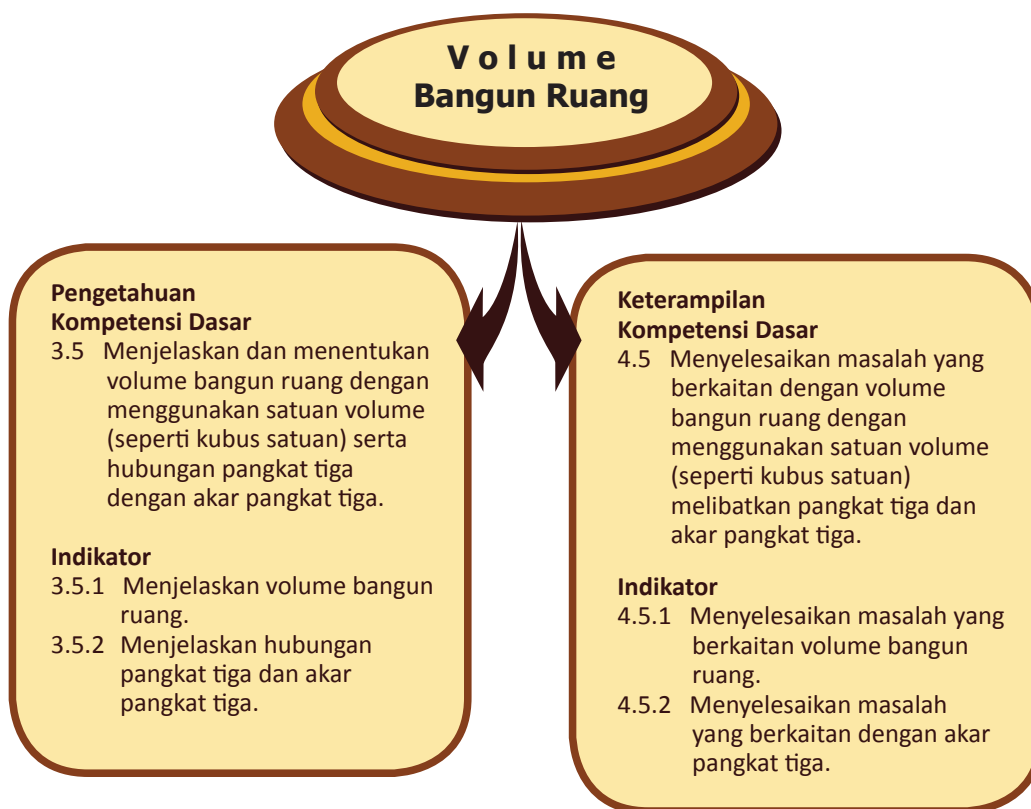 Volume
Bangun Ruang
Pengetahuan
Kompetensi Dasar
3.5 Menjelaskan dan menentukan
volume bangun ruang dengan
menggunakan satuan volume
(seperti kubus satuan) serta
hubungan pangkat tiga
dengan akar pangkat tiga.
Indikator
3.5.1 Menjelaskan volume bangun
ruang.
3.5.2 Menjelaskan hubungan
pangkat tiga dan akar
pangkat tiga.
Keterampilan
Kompetensi Dasar
4.5 Menyelesaikan masalah yang
berkaitan dengan volume
bangun ruang dengan
menggunakan satuan volume
(seperti kubus satuan)
melibatkan pangkat tiga dan
akar pangkat tiga.
Indikator
4.5.1 Menyelesaikan masalah yang
berkaitan volume bangun
ruang.
4.5.2 Menyelesaikan masalah
yang berkaitan dengan akar
pangkat tiga.